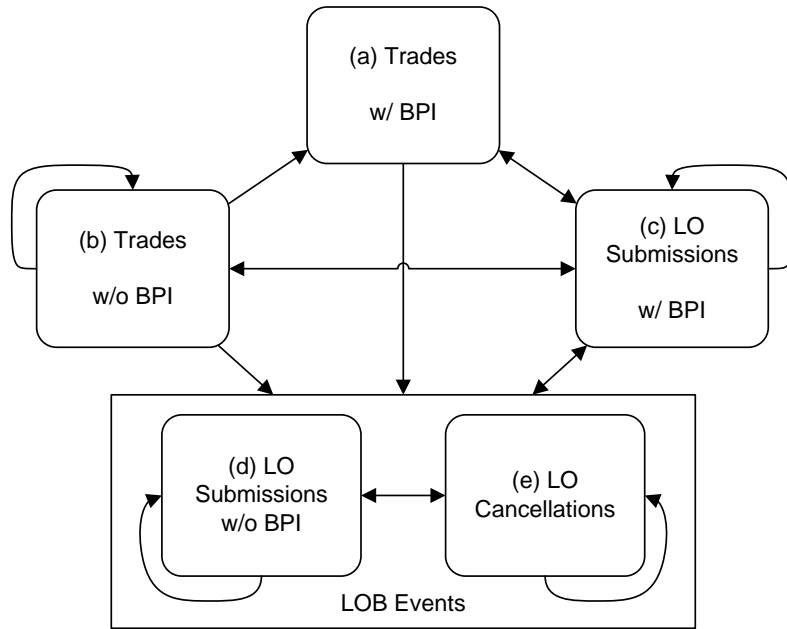 (a) Trades
w/ BPI
(b) Trades
w/o BPI
(c) LO
Submissions
w/ BPI
(d) LO
Submissions
w/o BPI
(e) LO
Cancellations
LOB Events